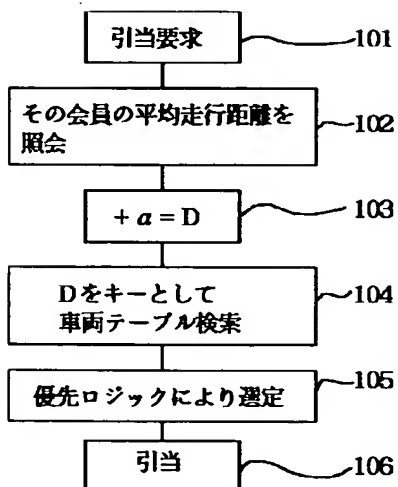 引当要求
101
その会員の平均走行距離を
照会
102
+ a = D
103
Dをキーとして
車両テーブル検索
104
優先ロジックにより選定
105
引当
106